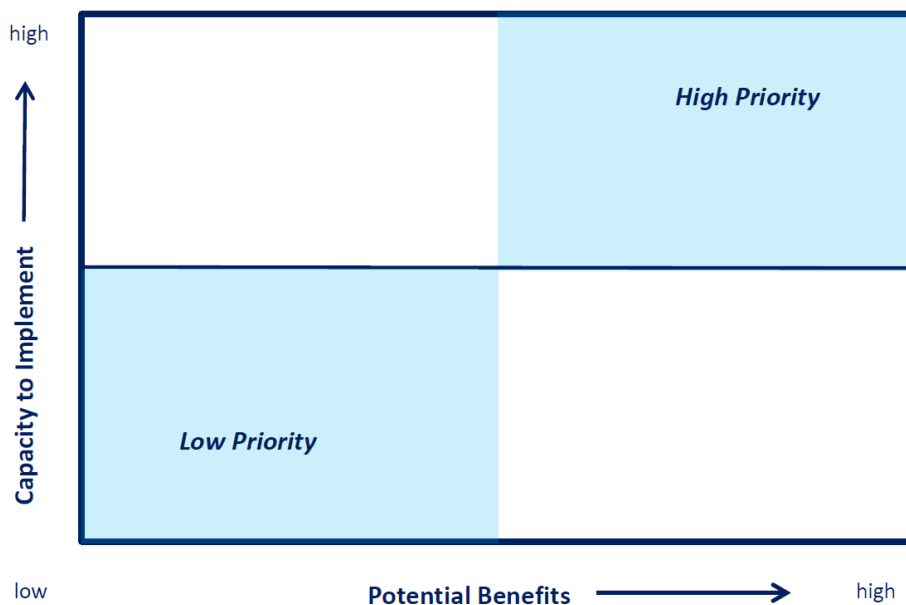 high
High Priority
Capacity to Implement
Low Priority
low
Potential Benefits
high